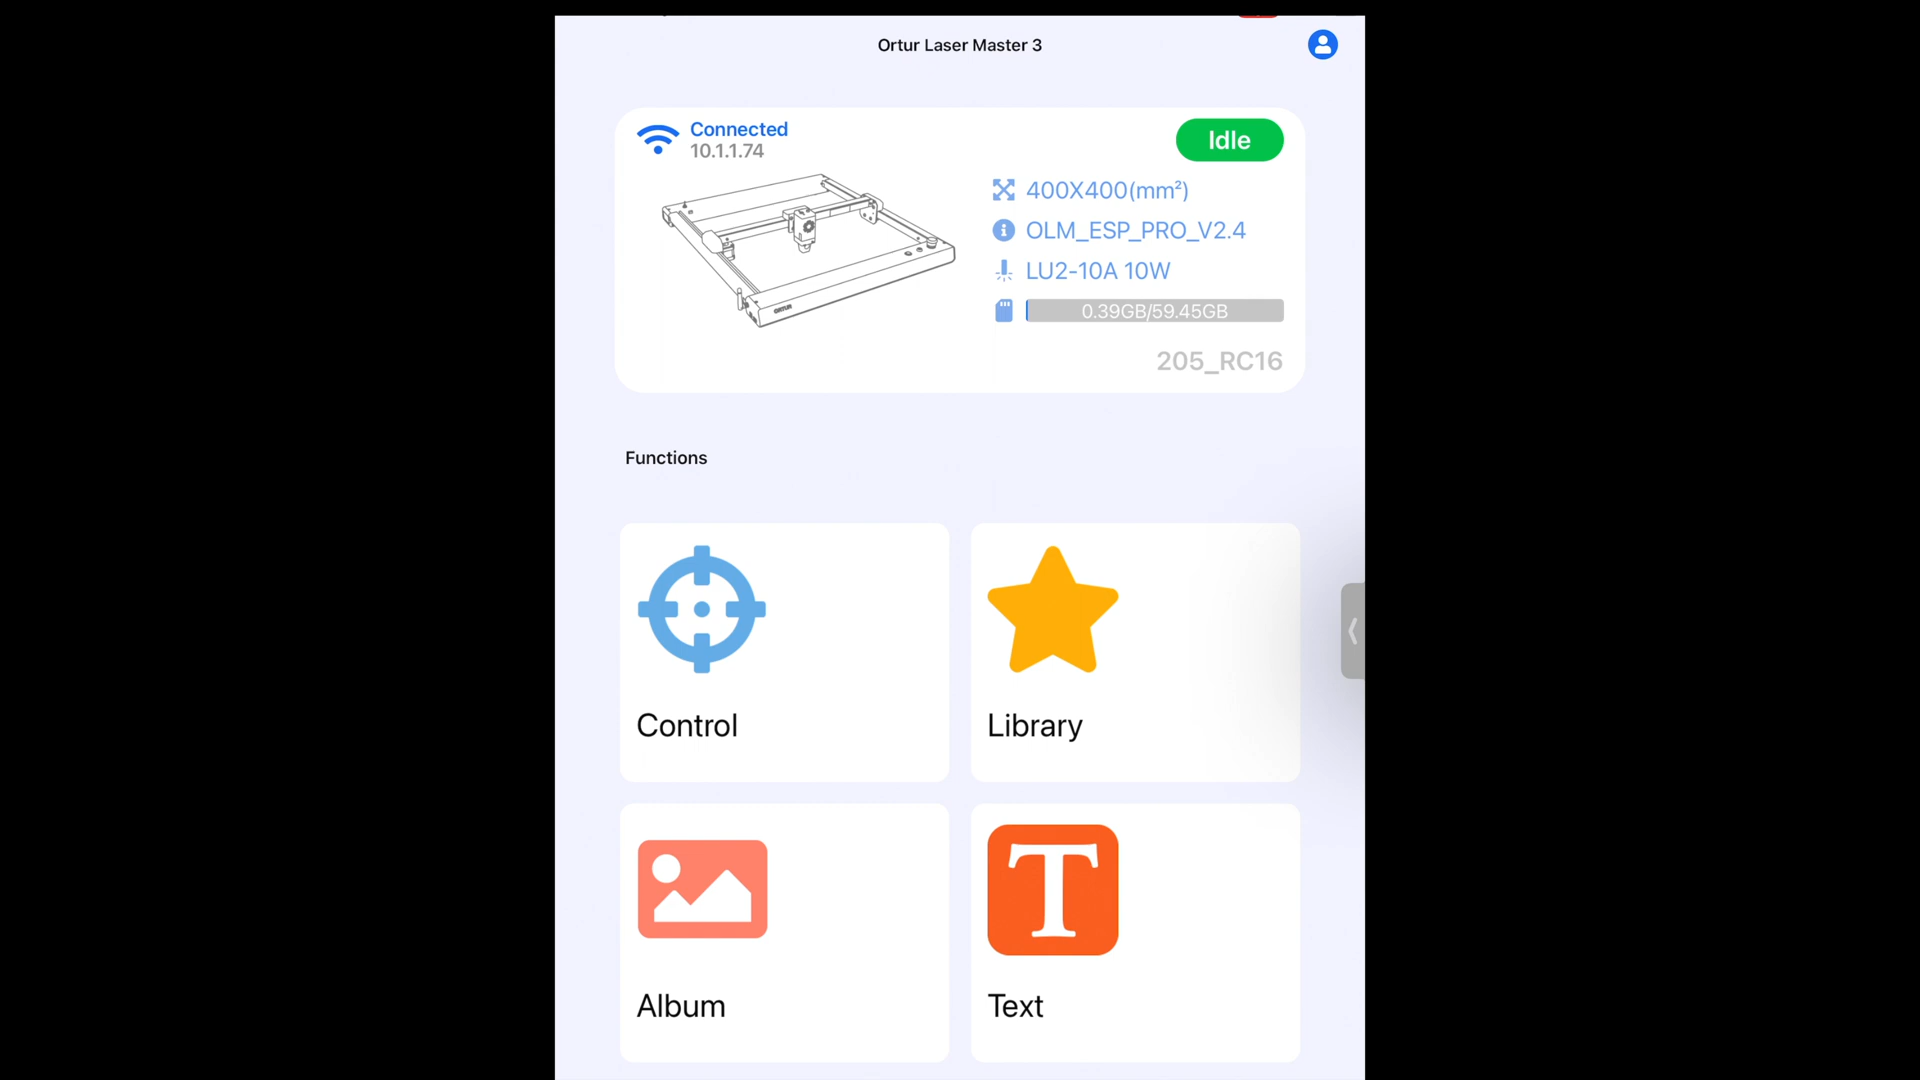 Ortur Laser Master 3
Connected
10.1.1.74
Idle
400X400(mm²)
OLM_ESP_PRO_V2.4
LU2-10A 10W
0.39GB/59.45GB
ORTUR
205_RC16
Functions
Control
Library
Album
Text